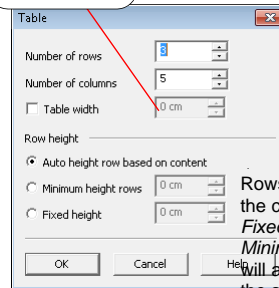 Table
Number of rows 3
Number of columns 5
Table width 0 cm
Row height
Auto height row based on content
Minimum height rows 0 cm
Fixed height 0 cm
OK Cancel Help
Rows
the c
Fixed
Minin
will a